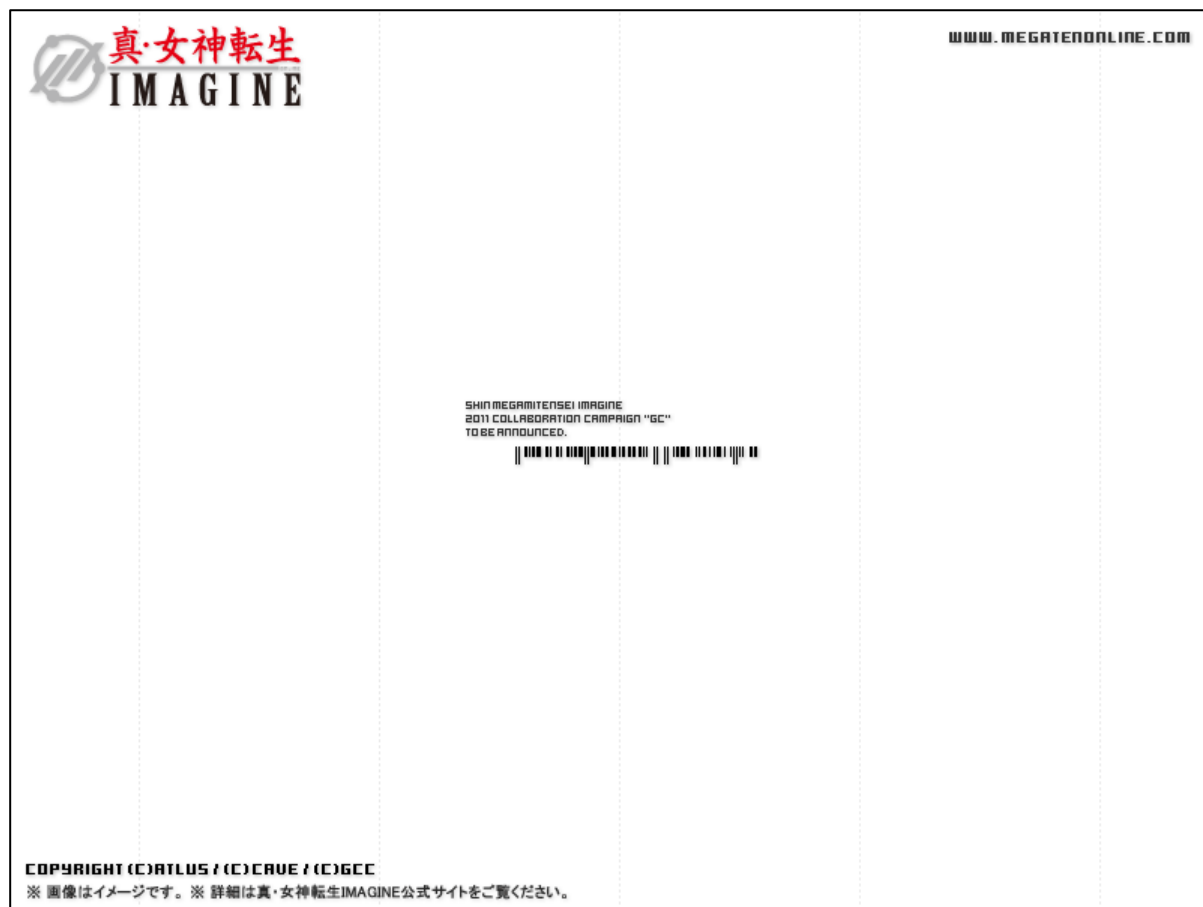 真・女神転生
IMAGINE
WWW.MEGATENONLINE.COM
SHIN MEGAMITENSEI IMAGINE
2011 COLLABORATION CAMPAIGN "GC"
TO BE ANNOUNCED.
COPYRIGHT (C)ATLUS / (C)CAVE / (C)GCC
※ 画像はイメージです。 ※ 詳細は真・女神転生IMAGINE公式サイトをご覧ください。